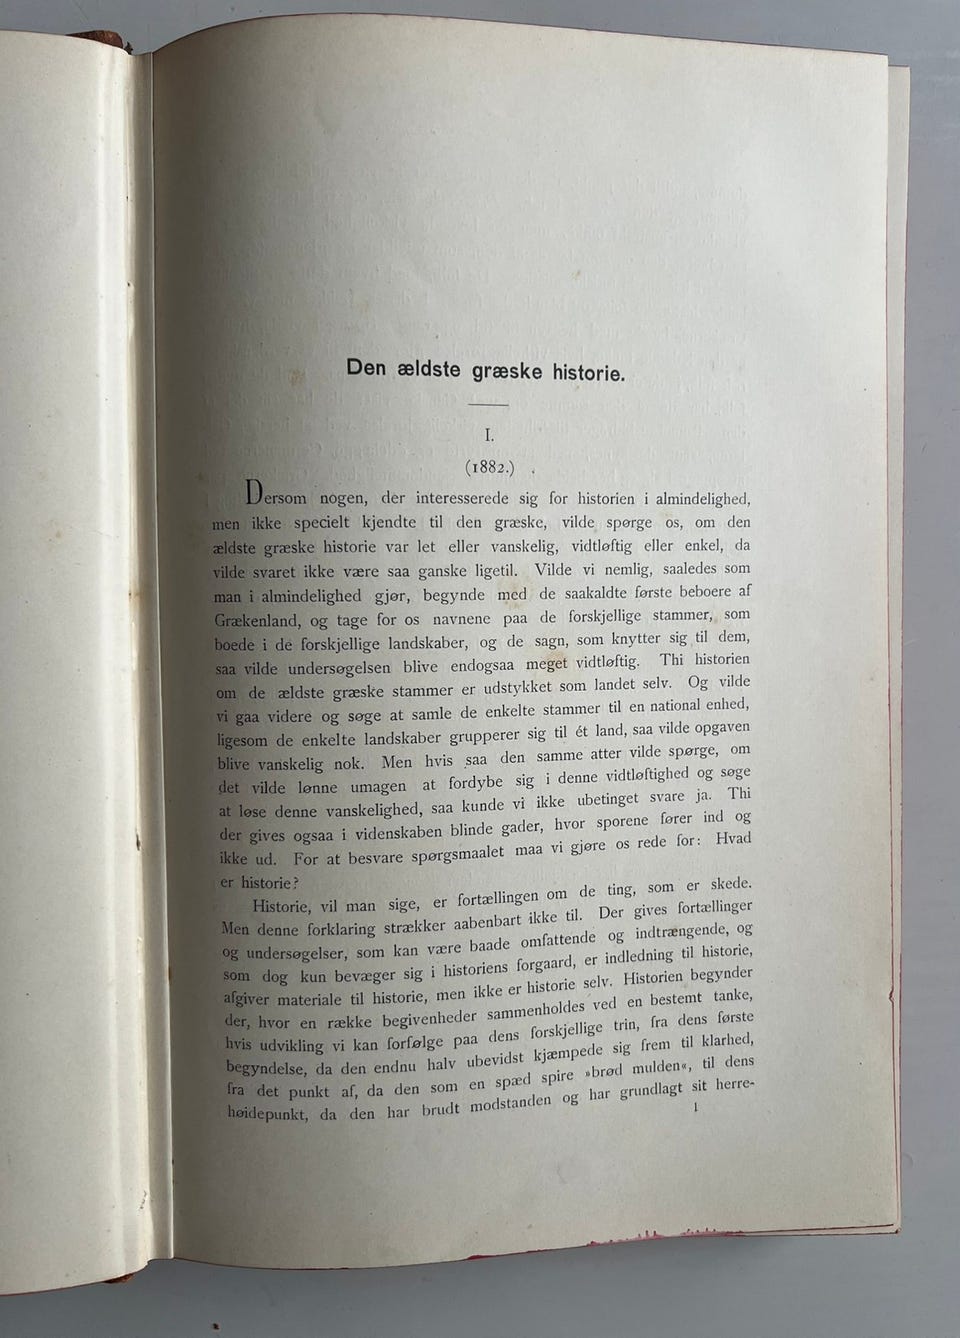 Den ældste græske historie.
I.
(1882.)
Dersom nogen, der interesserede sig for historien i almindelighed,
men ikke specielt kjendte til den græske, vilde spørge os, om den
ældste græske historie var let eller vanskelig, vidtløftig eller enkel, da
vilde svaret ikke være saa ganske ligetil. Vilde vi nemlig, saaledes som
man i almindelighed gjør, begynde med de saakaldte første beboere af
Grækenland, og tage for os navnene paa de forskjellige stammer, som
boede i de forskjellige landskaber, og de sagn, som knytter sig til dem,
saa vilde undersøgelsen blive endogsaa meget vidtløftig. Thi historien
om de ældste græske stammer er udstykket som landet selv. Og vilde
vi gaa videre og søge at samle de enkelte stammer til en national enhed,
ligesom de enkelte landskaber grupperer sig til ét land, saa vilde opgaven
blive vanskelig nok. Men hvis saa den samme atter vilde spørge, om
det vilde lønne umagen at fordybe sig i denne vidtløftighed og søge
at løse denne vanskelighed, saa kunde vi ikke ubetinget svare ja. Thi
der gives ogsaa i videnskaben blinde gader, hvor sporene fører ind og
ikke ud. For at besvare spørgsmaalet maa vi gjøre os rede for: Hvad
er historie?
Historie, vil man sige, er fortællingen om de ting, som er skede.
Men denne forklaring strækker aabenbart ikke til. Der gives fortællinger
og undersøgelser, som kan være baade omfattende og indtrængende, og
som dog kun bevæger sig i historiens forgaard, er indledning til historie,
afgiver materiale til historie, men ikke er historie selv. Historien begynder
der, hvor en række begivenheder sammenholdes ved en bestemt tanke,
hvis udvikling vi kan forfølge paa dens forskjellige trin, fra dens første
begyndelse, da den endnu halv ubevidst kjæmpede sig frem til klarhed,
fra det punkt af, da den som en spæd spire »brød mulden«, til dens
høidepunkt, da den har brudt modstanden og har grundlagt sit herre-
1